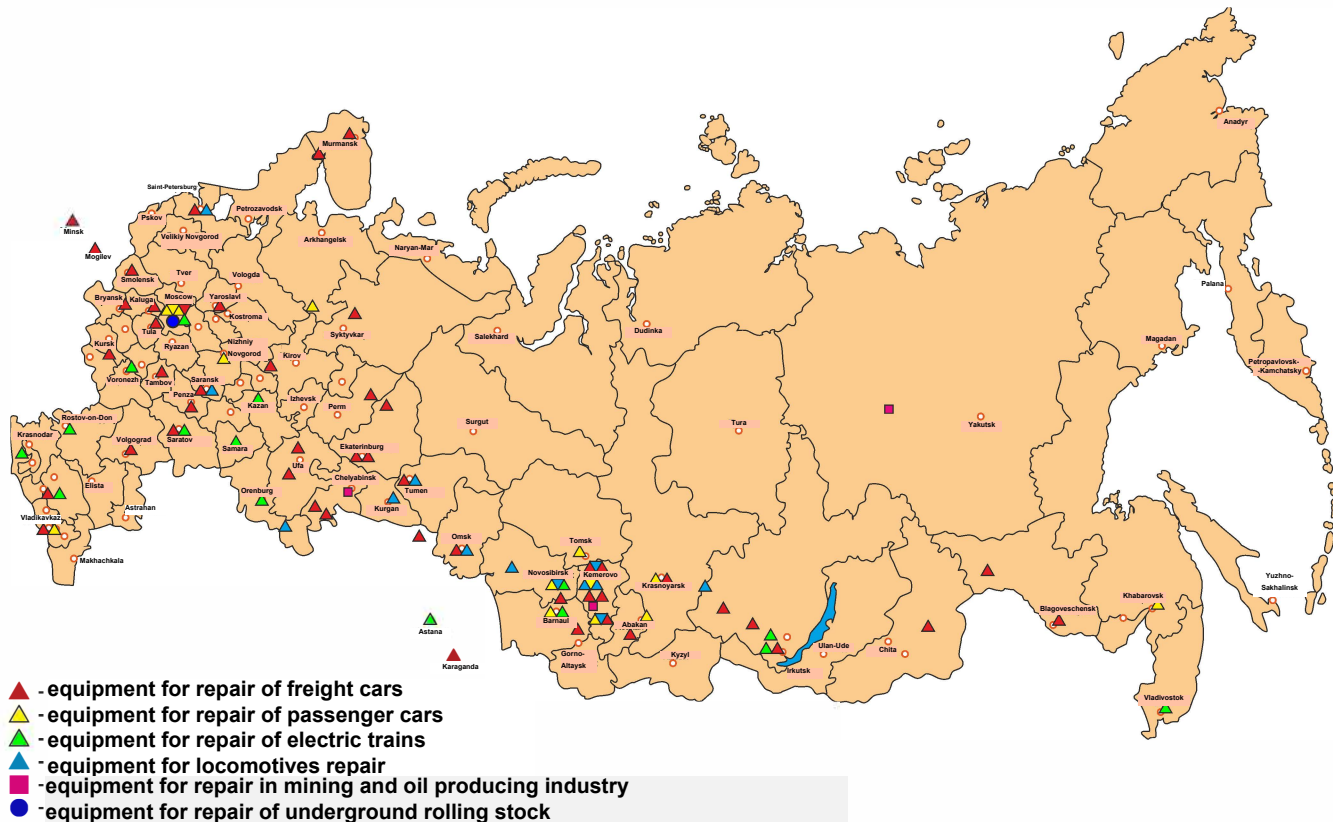 Anadyr
Murmansk
Saint-Petersburg
Petrozavodsk
Pskov
Minsk
Velikiy Novgorod
Arkhangelsk
Naryan-Mar
Mogilev
Smolensk
Tver
Vologda
Palana
Bryansk
Kaluga
Moscow
Yaroslavl
Kostroma
Tula
Syktyvkar
Salekhard
Dudinka
Magadan
Kursk
Ryazan
Nizhniy
Novgorod
Kirov
Petropavlovsk-
-Kamchatsky
Voronezh
Tambov
Saransk
Penza
Kazan
Izhevsk
Perm
Surgut
Tura
Yakutsk
Rostov-on-Don
Krasnodar
Volgograd
Saratov
Samara
Ufa
Ekaterinburg
Chelyabinsk
Tumen
Kurgan
Elista
Orenburg
Astrahan
Vladikavkaz
Makhachkala
Omsk
Tomsk
Novosibirsk
Kemerovo
Krasnoyarsk
Barnaul
Abakan
Gorno-
Altaysk
Kyzyl
Irkutsk
Ulan-Ude
Chita
Blagoveschensk
Khabarovsk
Yuzhno-
Sakhalinsk
Vladivostok
Astana
Karaganda
- equipment for repair of freight cars
- equipment for repair of passenger cars
- equipment for repair of electric trains
- equipment for locomotives repair
-equipment for repair in mining and oil producing industry
-equipment for repair of underground rolling stock